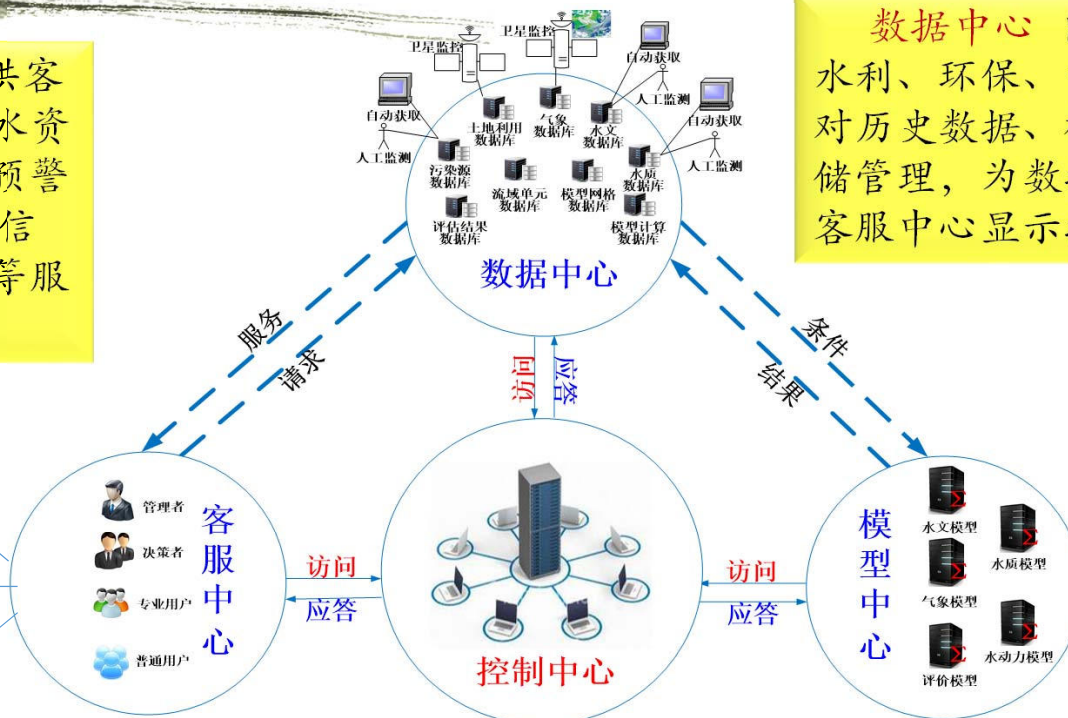 供客
水资
预警
信
等服
数据中心
水利、环保、
对历史数据、
储管理，为数
客服中心显示
卫星监控
卫星监控
自动获取
人工监测
自动获取
人工监测
自动获取
人工监测
土地利用
数据库
气象
数据库
水文
数据库
污染源
数据库
流域单元
数据库
模型网格
数据库
水质
数据库
评估结果
数据库
模型计算
数据库
数据中心
服务
请求
访问
应答
条件
结果
管理者
决策者
专业用户
普通用户
客服中心
访问
应答
控制中心
访问
应答
模型中心
水文模型
水质模型
气象模型
水动力模型
评价模型
Σ
Σ
Σ
Σ
Σ